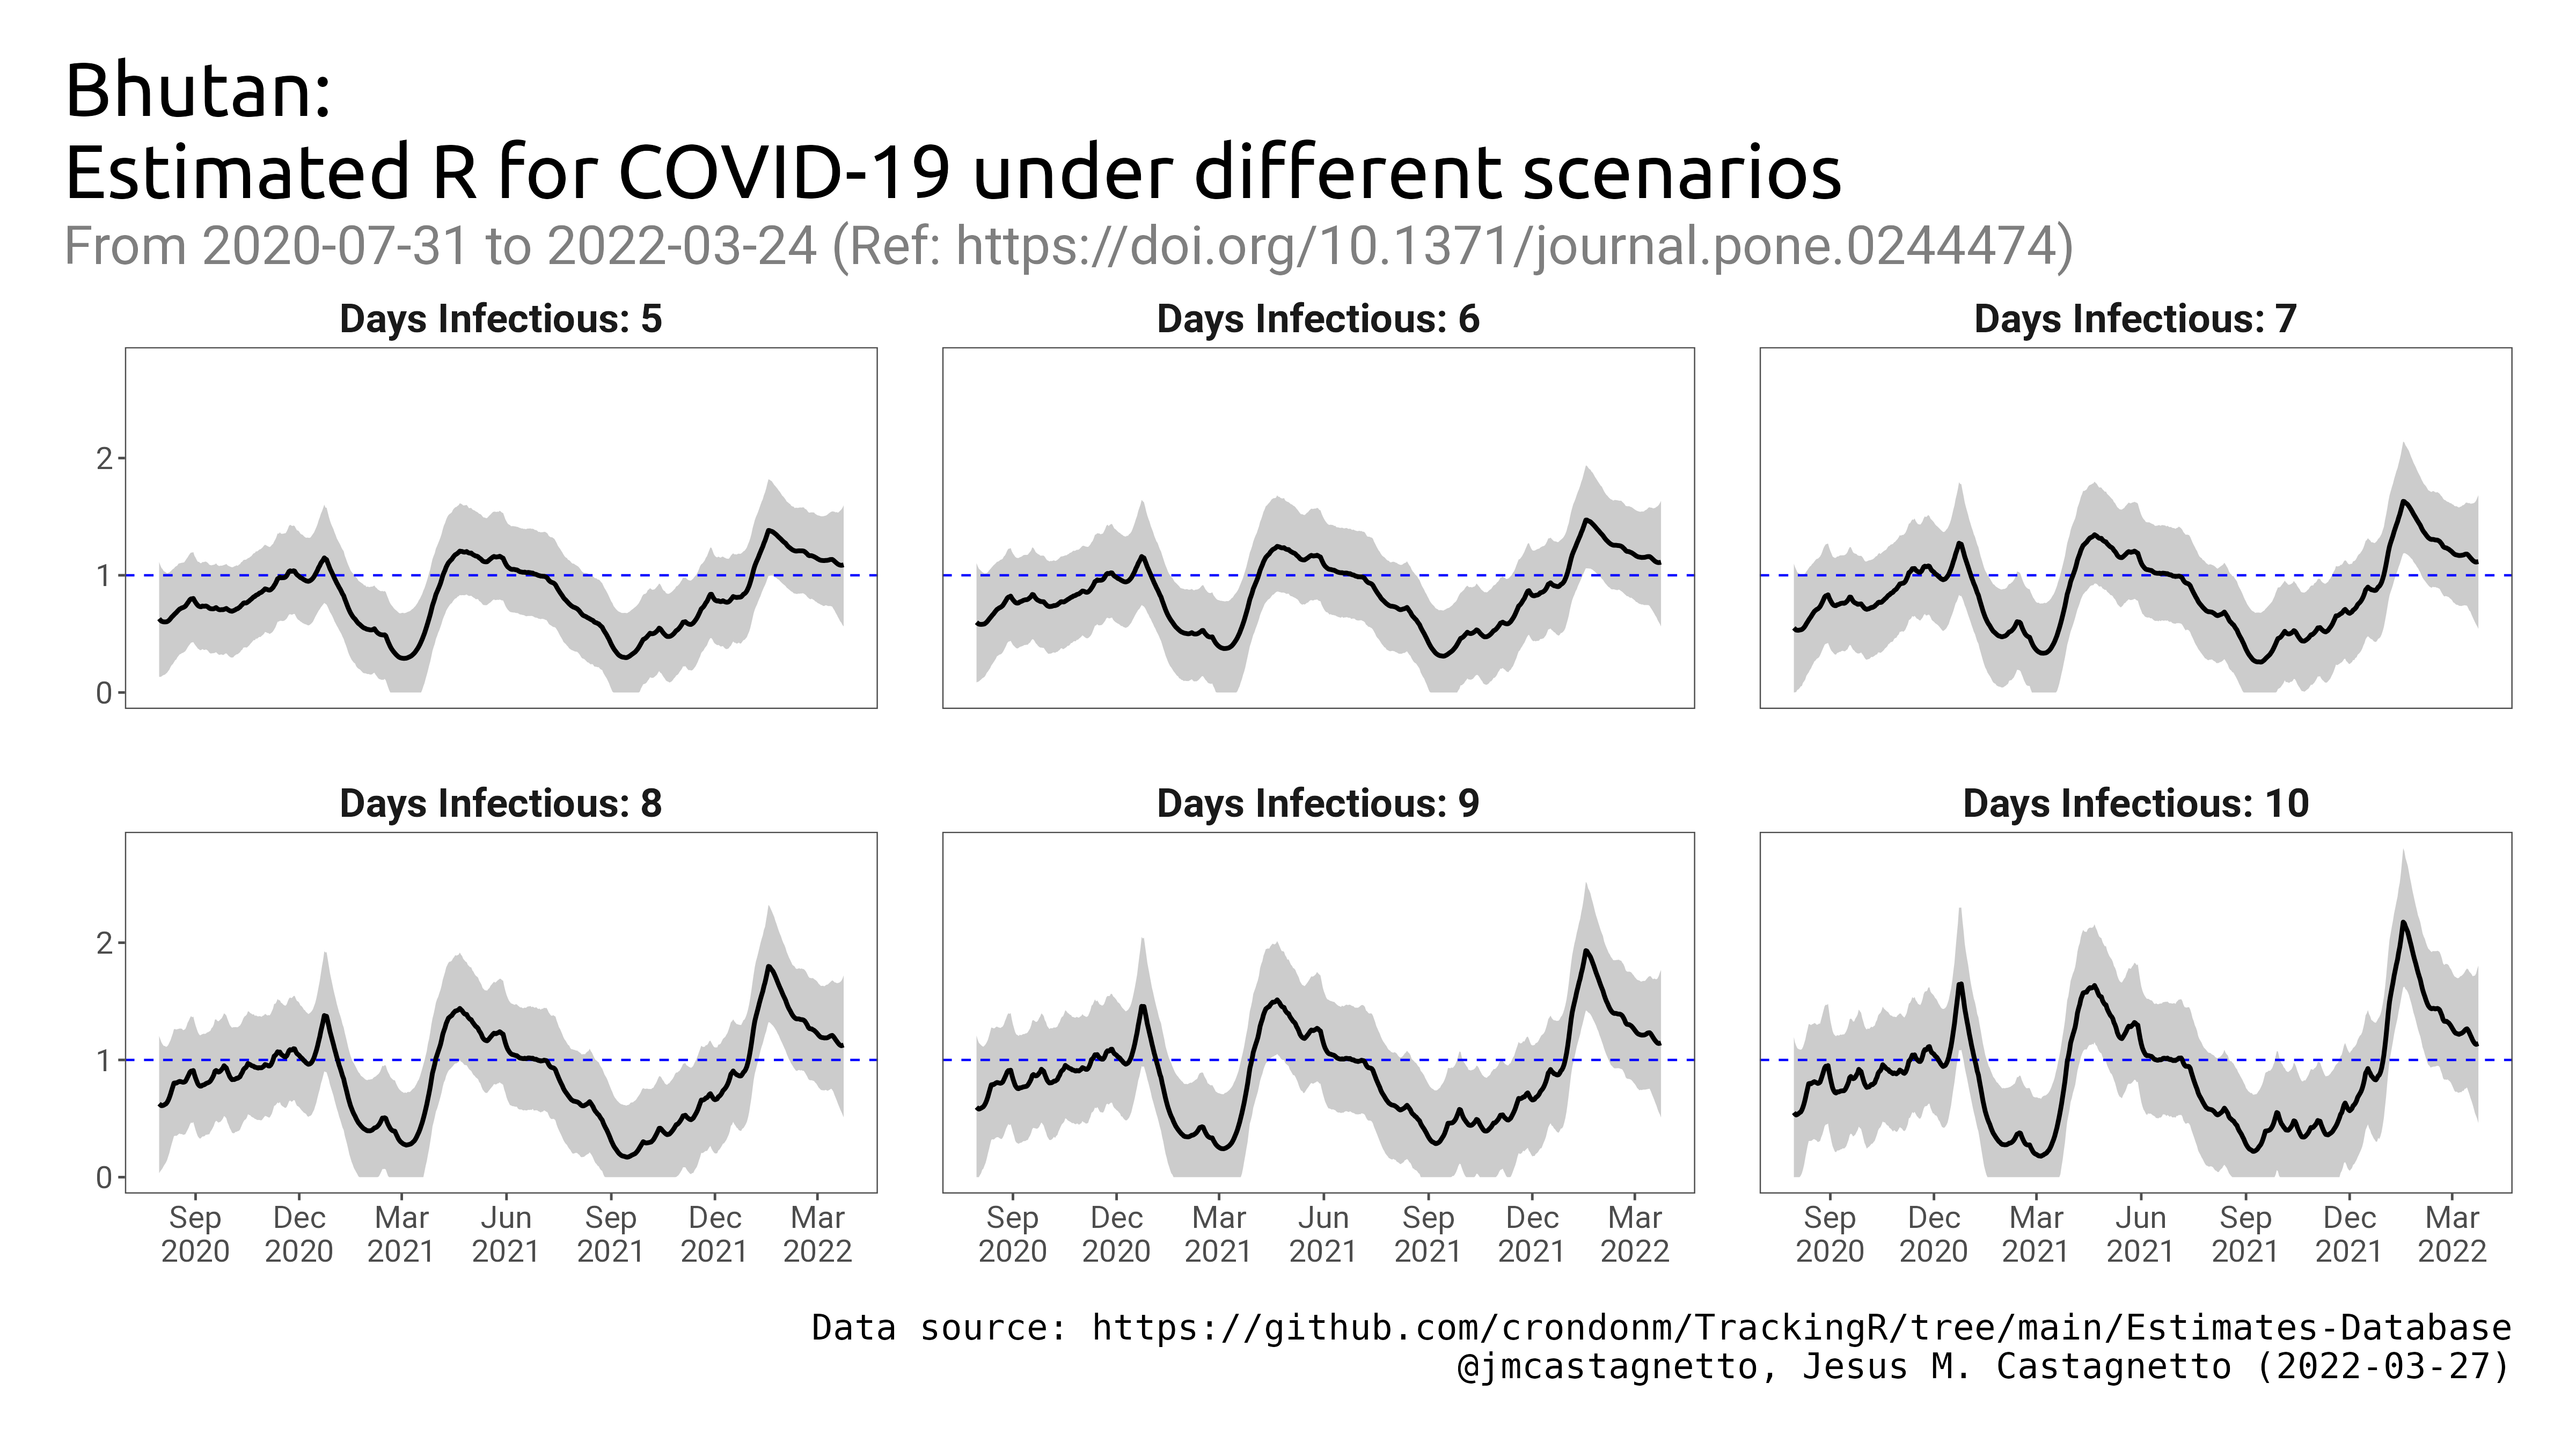 Bhutan:
Estimated R for COVID-19 under different scenarios
From 2020-07-31 to 2022-03-24 (Ref: https://doi.org/10.1371/journal.pone.0244474)
Days Infectious: 5
Days Infectious: 6
Days Infectious: 7
2
1
0
Days Infectious: 8
Days Infectious: 9
Days Infectious: 10
2
1
0
Sep Dec Mar Jun Sep Dec Mar
2020 2020 2021 2021 2021 2021 2022
Sep Dec Mar Jun Sep Dec Mar
2020 2020 2021 2021 2021 2021 2022
Sep Dec Mar Jun Sep Dec Mar
2020 2020 2021 2021 2021 2021 2022
Data source: https://github.com/crondonm/TrackingR/tree/main/Estimates-Database
@jmcastagnetto, Jesus M. Castagnetto (2022-03-27)